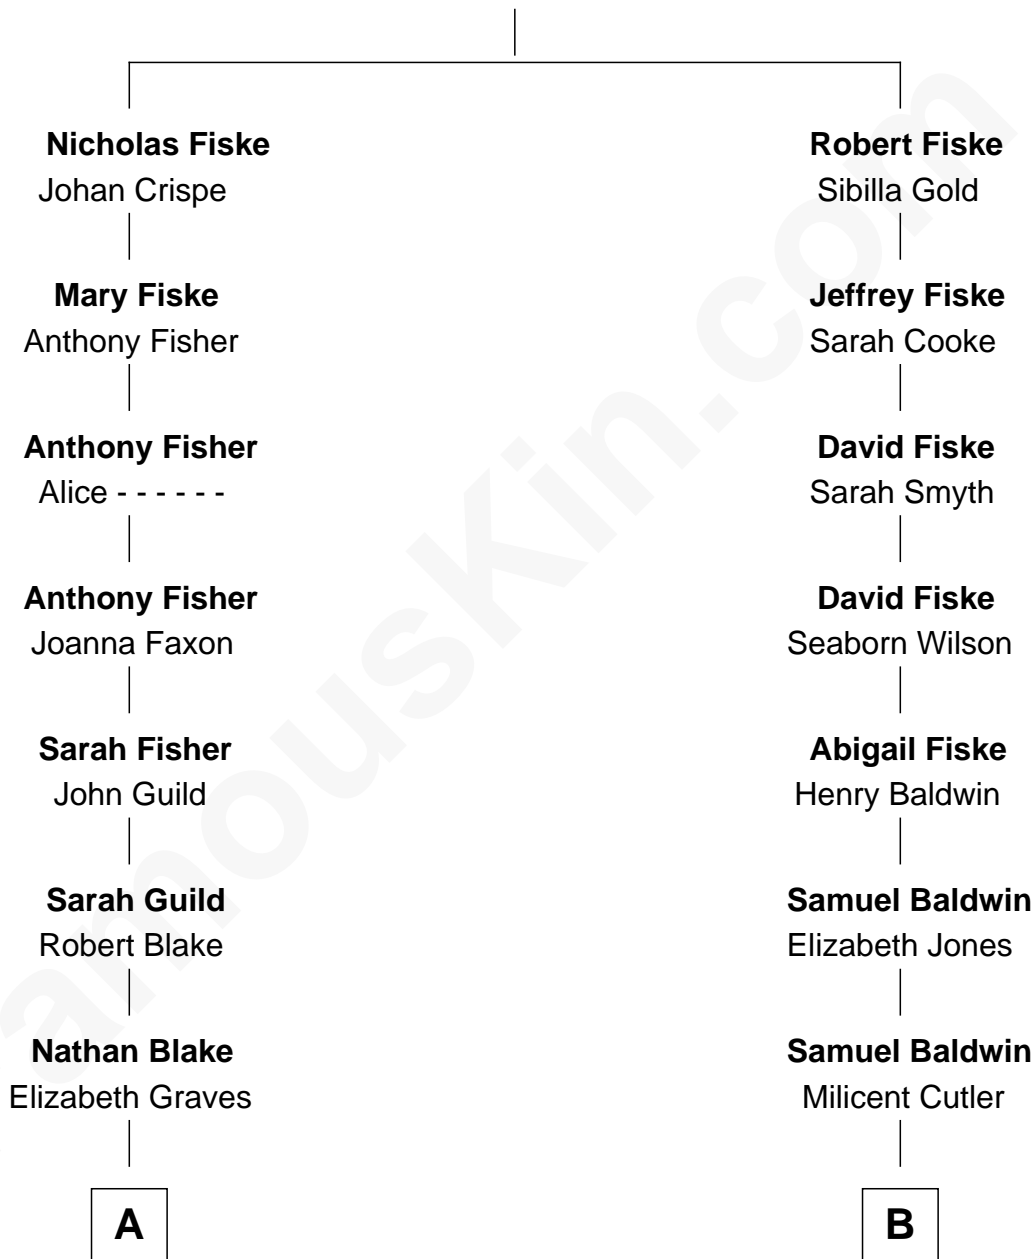 Nicholas Fiske
Johan Crispe
Mary Fiske
Anthony Fisher
Anthony Fisher
Alice - - - - - -
Anthony Fisher
Joanna Faxon
Sarah Fisher
John Guild
Sarah Guild
Robert Blake
Nathan Blake
Elizabeth Graves
A
Robert Fiske
Sibilla Gold
Jeffrey Fiske
Sarah Cooke
David Fiske
Sarah Smyth
David Fiske
Seaborn Wilson
Abigail Fiske
Henry Baldwin
Samuel Baldwin
Elizabeth Jones
Samuel Baldwin
Milicent Cutler
B
amousKin.com